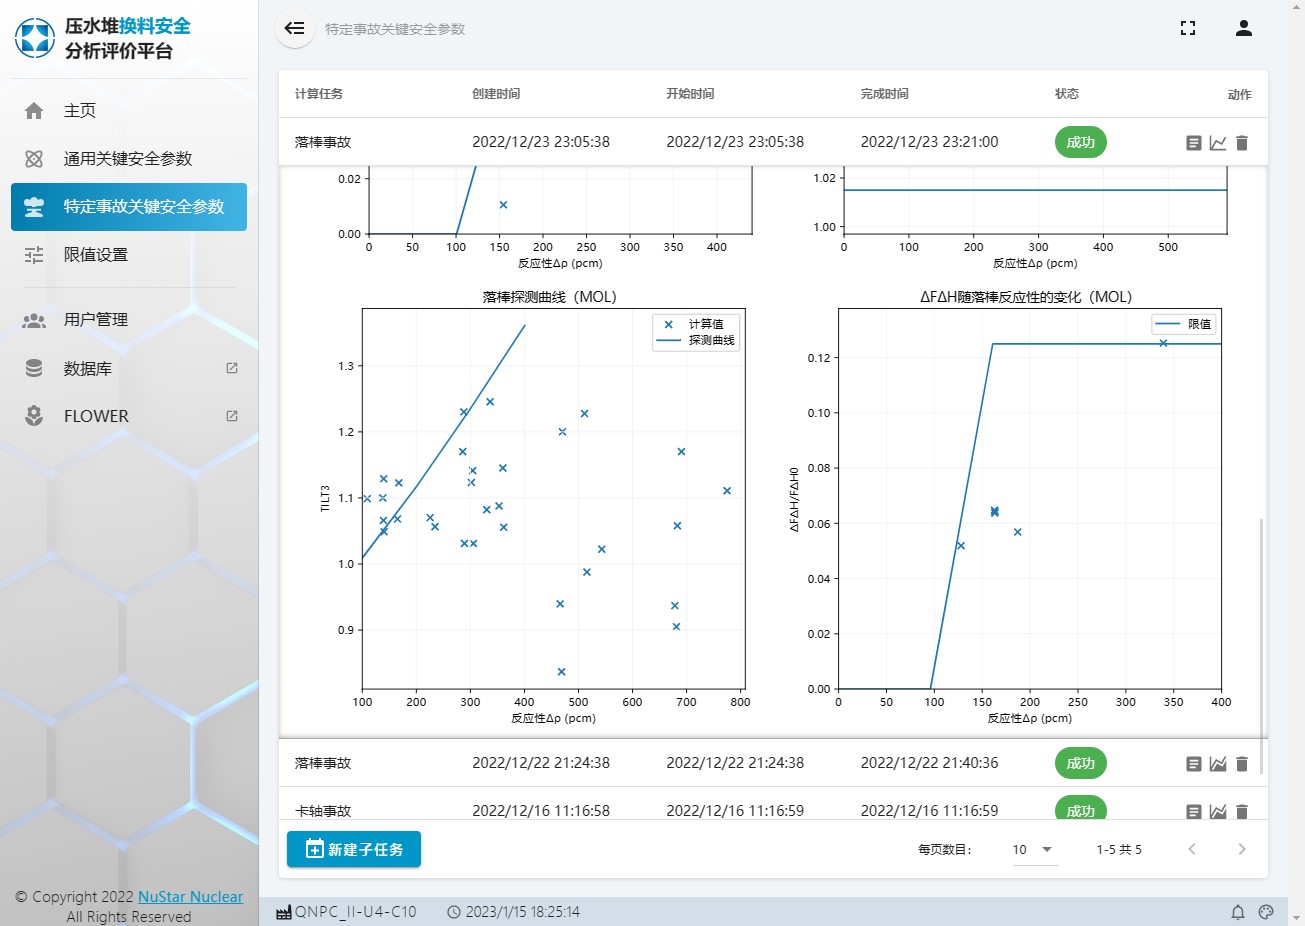 压水堆换料安全
分析评价平台
主页
通用关键安全参数
特定事故关键安全参数
限值设置
用户管理
数据库
FLOWER
© Copyright 2022 NuStar Nuclear
All Rights Reserved
特定事故关键安全参数
计算任务 创建时间 开始时间 完成时间 状态 动作
落棒事故 2022/12/23 23:05:38 2022/12/23 23:05:38 2022/12/23 23:21:00 成功
0.02
0.00
0 50 100 150 200 250 300 350 400
反应性Δρ (pcm)
1.02
1.00
0 100 200 300 400 500
反应性Δρ (pcm)
落棒探测曲线（MOL）
计算值
探测曲线
TILT3
1.3
1.2
1.1
1.0
0.9
100 200 300 400 500 600 700 800
反应性Δρ (pcm)
ΔFΔH随落棒反应性的变化（MOL）
限值
ΔFΔH/FΔH0
0.12
0.10
0.08
0.06
0.04
0.02
0.00
0 50 100 150 200 250 300 350 400
反应性Δρ (pcm)
落棒事故 2022/12/22 21:24:38 2022/12/22 21:24:38 2022/12/22 21:40:36 成功
卡轴事故 2022/12/16 11:16:58 2022/12/16 11:16:59 2022/12/16 11:16:59 成功
新建子任务
每页数目： 10 1-5 共 5
QNPC_II-U4-C10 2023/1/15 18:25:14